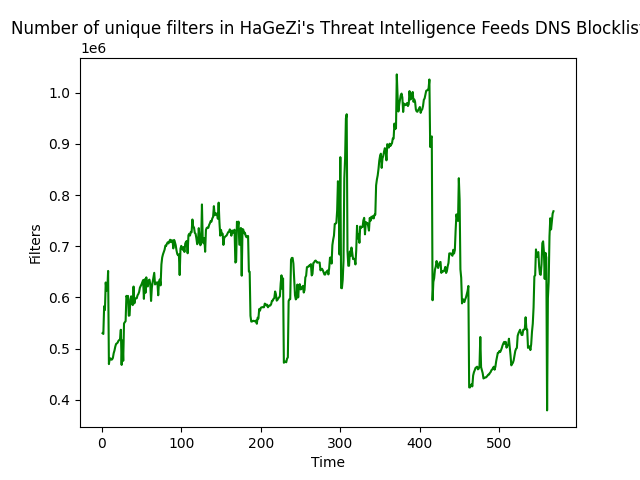 Number of unique filters in HaGeZi's Threat Intelligence Feeds DNS Blocklis
1e6
1.0
0.9
0.8
0.7
0.6
0.5
0.4
Filters
0 100 200 300 400 500
Time